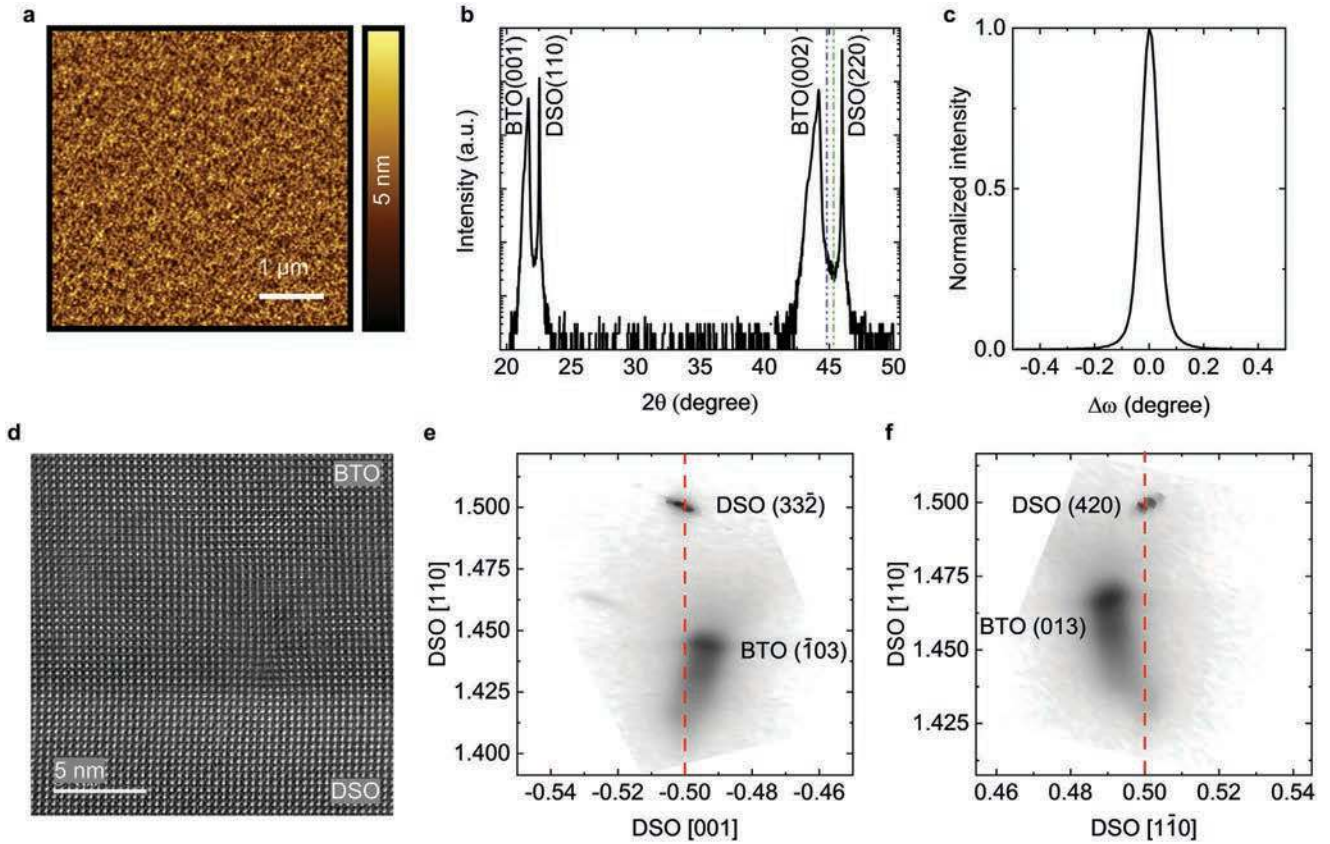 a
5 nm
1 µm
b
Intensity (a.u.)
BTO(001)
DSO(110)
BTO(002)
DSO(220)
20 25 30 35 40 45 50
2θ (degree)
c
Normalized intensity
1.0
0.5
0.0
-0.4 -0.2 0.0 0.2 0.4
Δω (degree)
d
BTO
5 nm
DSO
e
DSO [110]
1.500
1.475
1.450
1.425
1.400
DSO (332̄)
BTO (1̄03)
-0.54 -0.52 -0.50 -0.48 -0.46
DSO [001]
f
DSO [110]
1.500
1.475
1.450
1.425
DSO (420)
BTO (013)
0.46 0.48 0.50 0.52 0.54
DSO [11̄0]